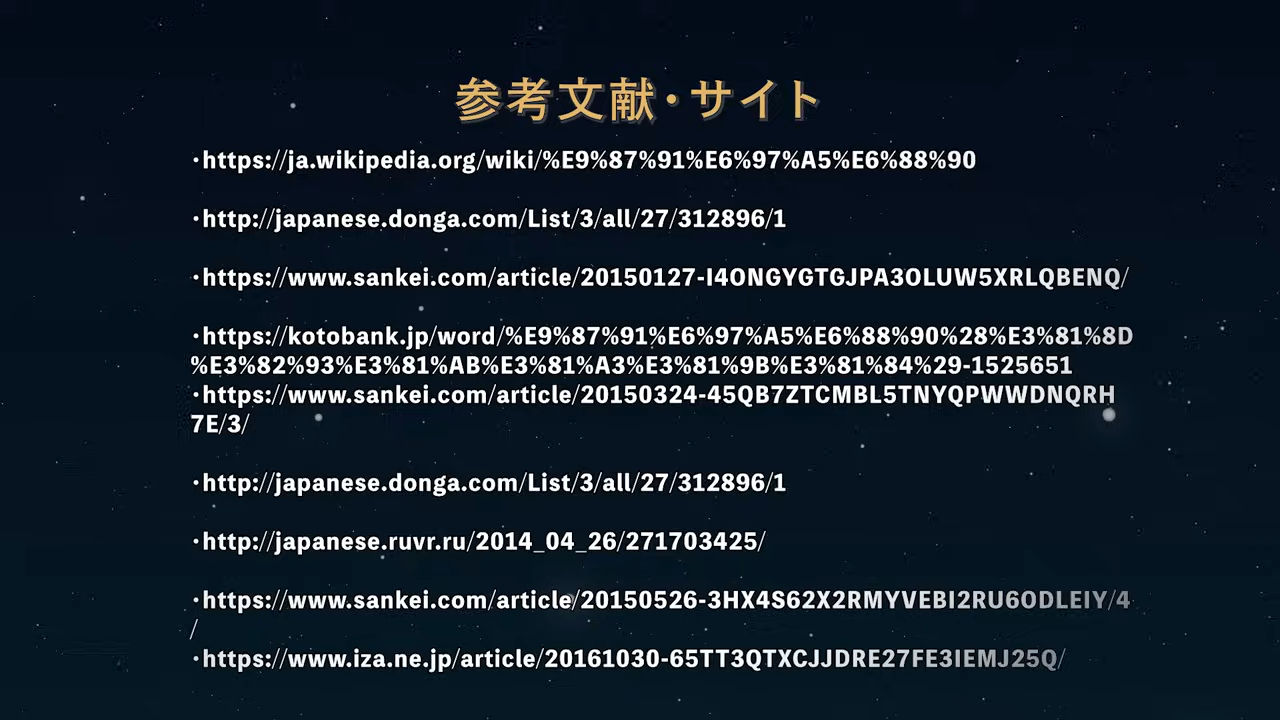 参考文献・サイト
・https://ja.wikipedia.org/wiki/%E9%87%91%E6%97%A5%E6%88%90
・http://japanese.donga.com/List/3/all/27/312896/1
・https://www.sankei.com/article/20150127-I4ONGYGTGJPA3OLUW5XRLQBENQ/
・https://kotobank.jp/word/%E9%87%91%E6%97%A5%E6%88%90%28%E3%81%8D
%E3%82%93%E3%81%AB%E3%81%A3%E3%81%9B%E3%81%84%29-1525651
・https://www.sankei.com/article/20150324-45QB7ZTCMBL5TNYQPWWDNQRH
7E/3/
・http://japanese.donga.com/List/3/all/27/312896/1
・http://japanese.ruvr.ru/2014_04_26/271703425/
・https://www.sankei.com/article/20150526-3HX4S62X2RMYVEBI2RU6ODLEIY/4
/
・https://www.iza.ne.jp/article/20161030-65TT3QTXCJJDRE27FE3IEMJ25Q/